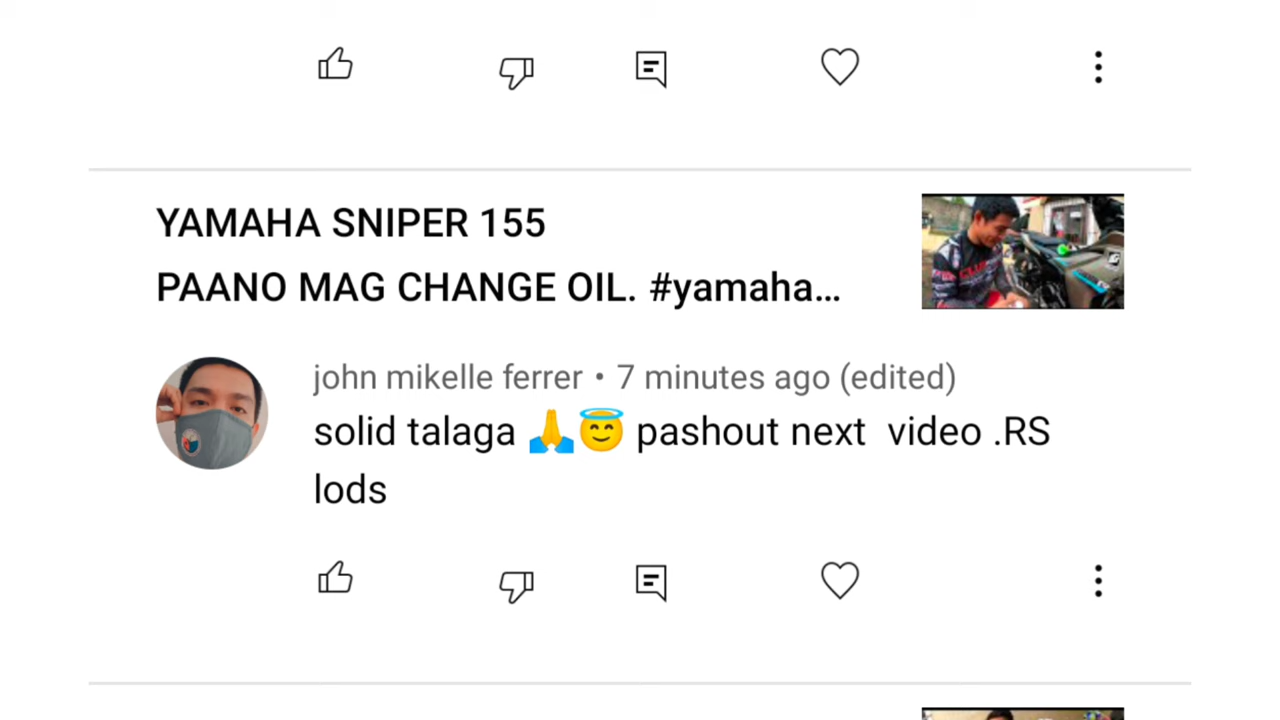 YAMAHA SNIPER 155
PAANO MAG CHANGE OIL. #yamaha...
john mikelle ferrer • 7 minutes ago (edited)
solid talaga 🙏😇 pashout next  video .RS
lods